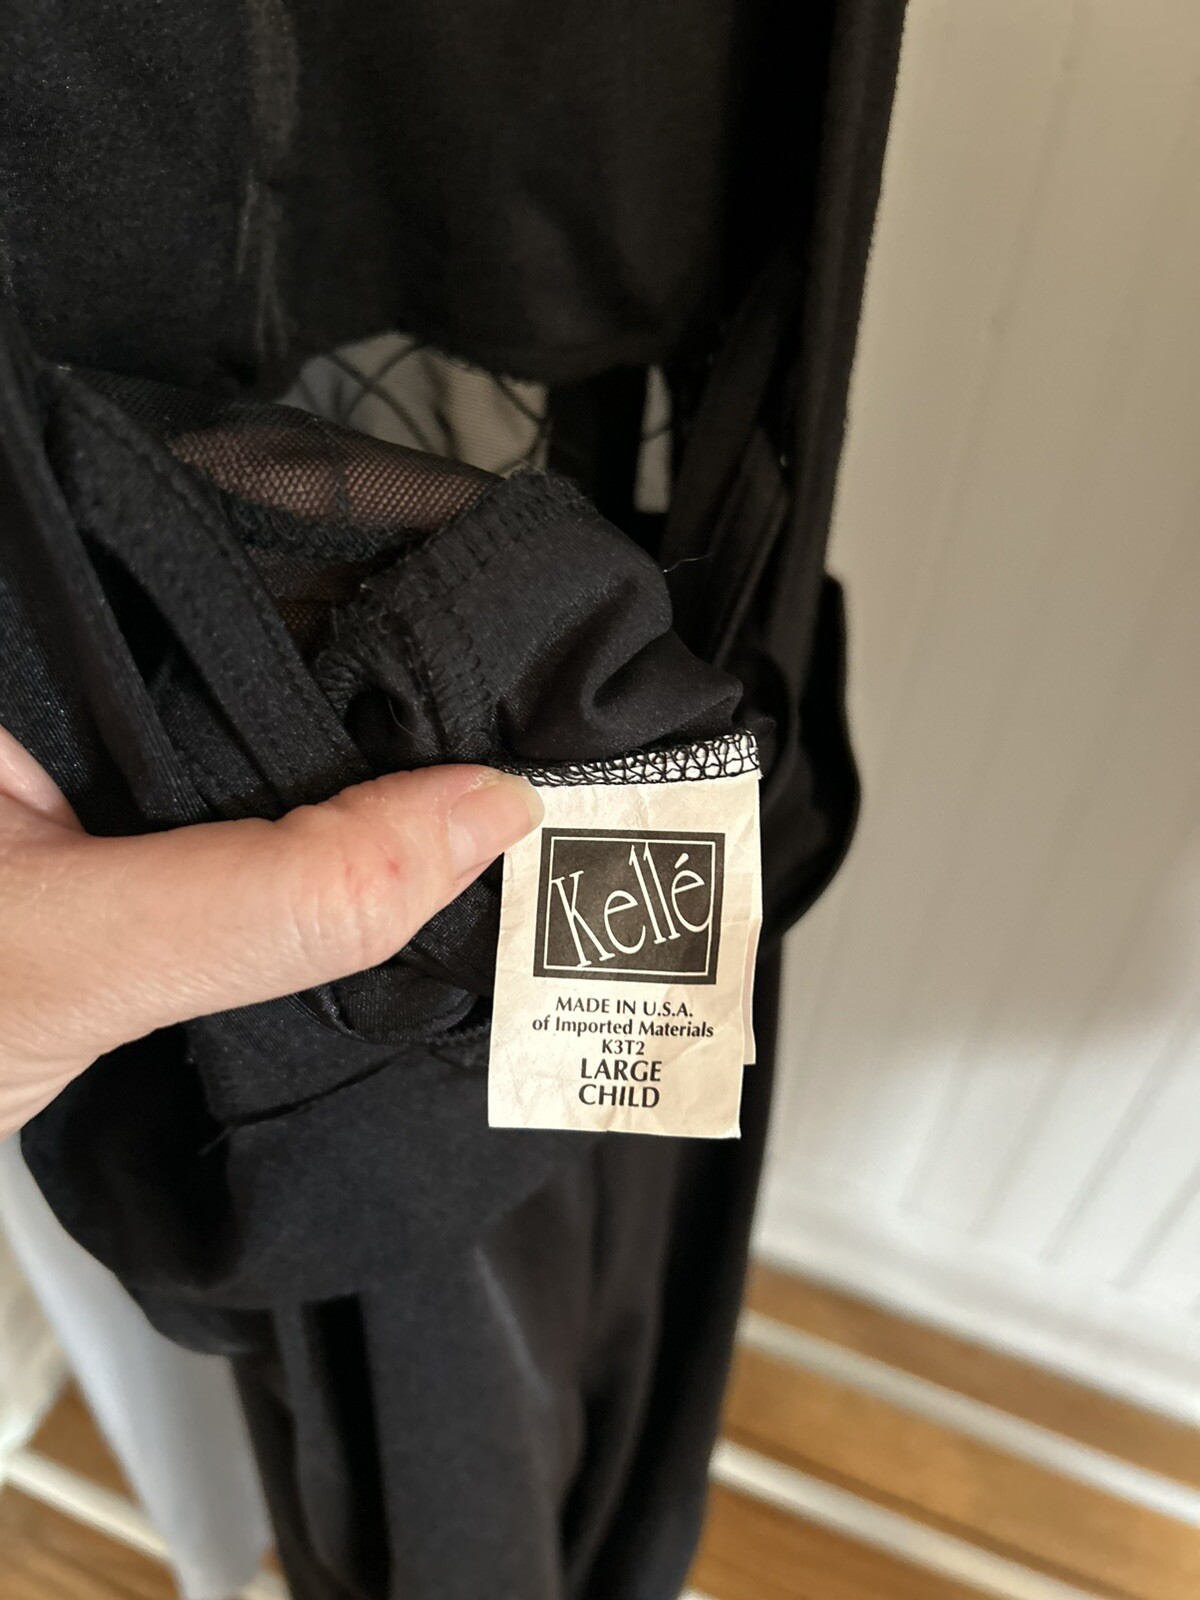 Kellé
MADE IN U.S.A.
of Imported Materials
K3T2
LARGE
CHILD